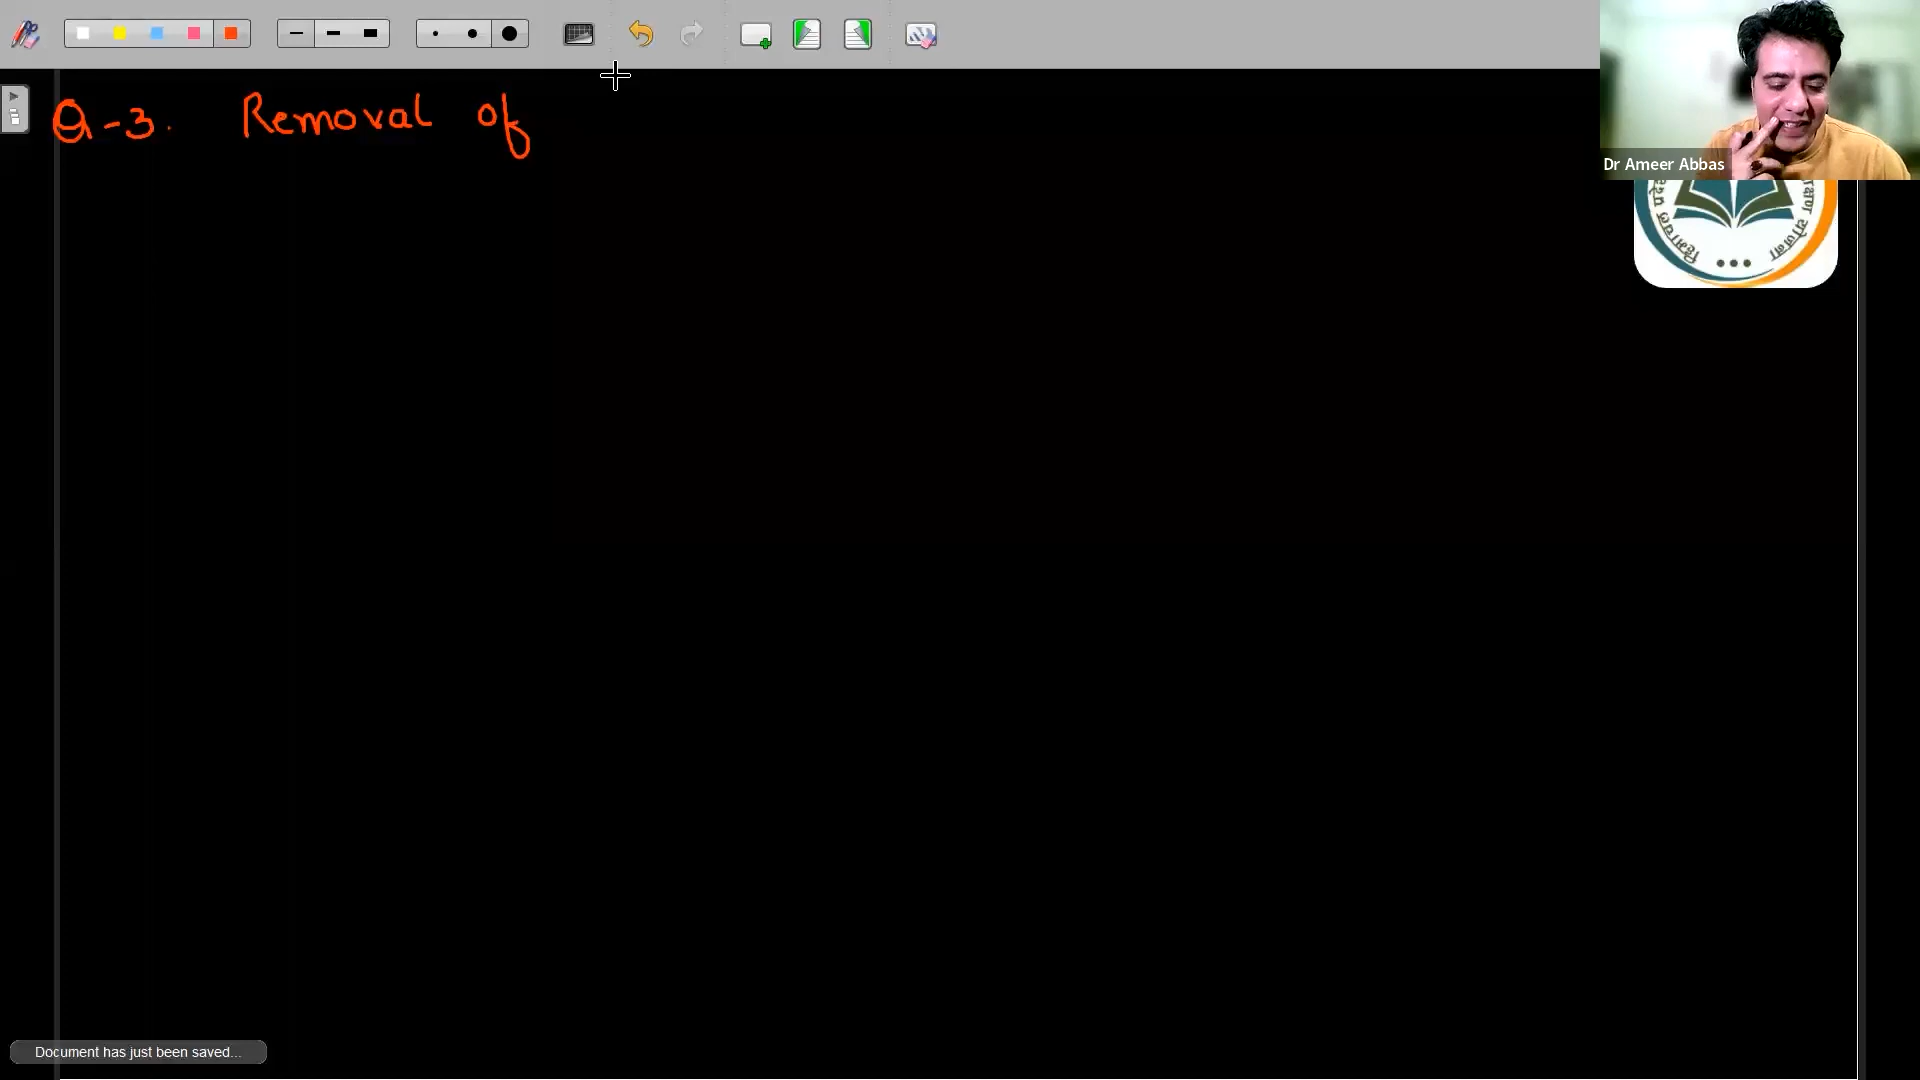 Q-3. Removal of
Dr Ameer Abbas
Document has just been saved...